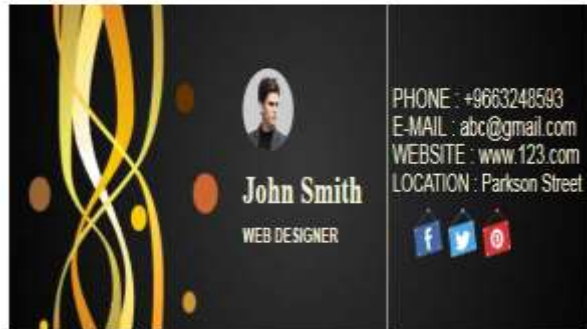 John Smith
WEB DESIGNER
PHONE : +9663248593
E-MAIL : abc@gmail.com
WEBSITE : www.123.com
LOCATION : Parkson Street